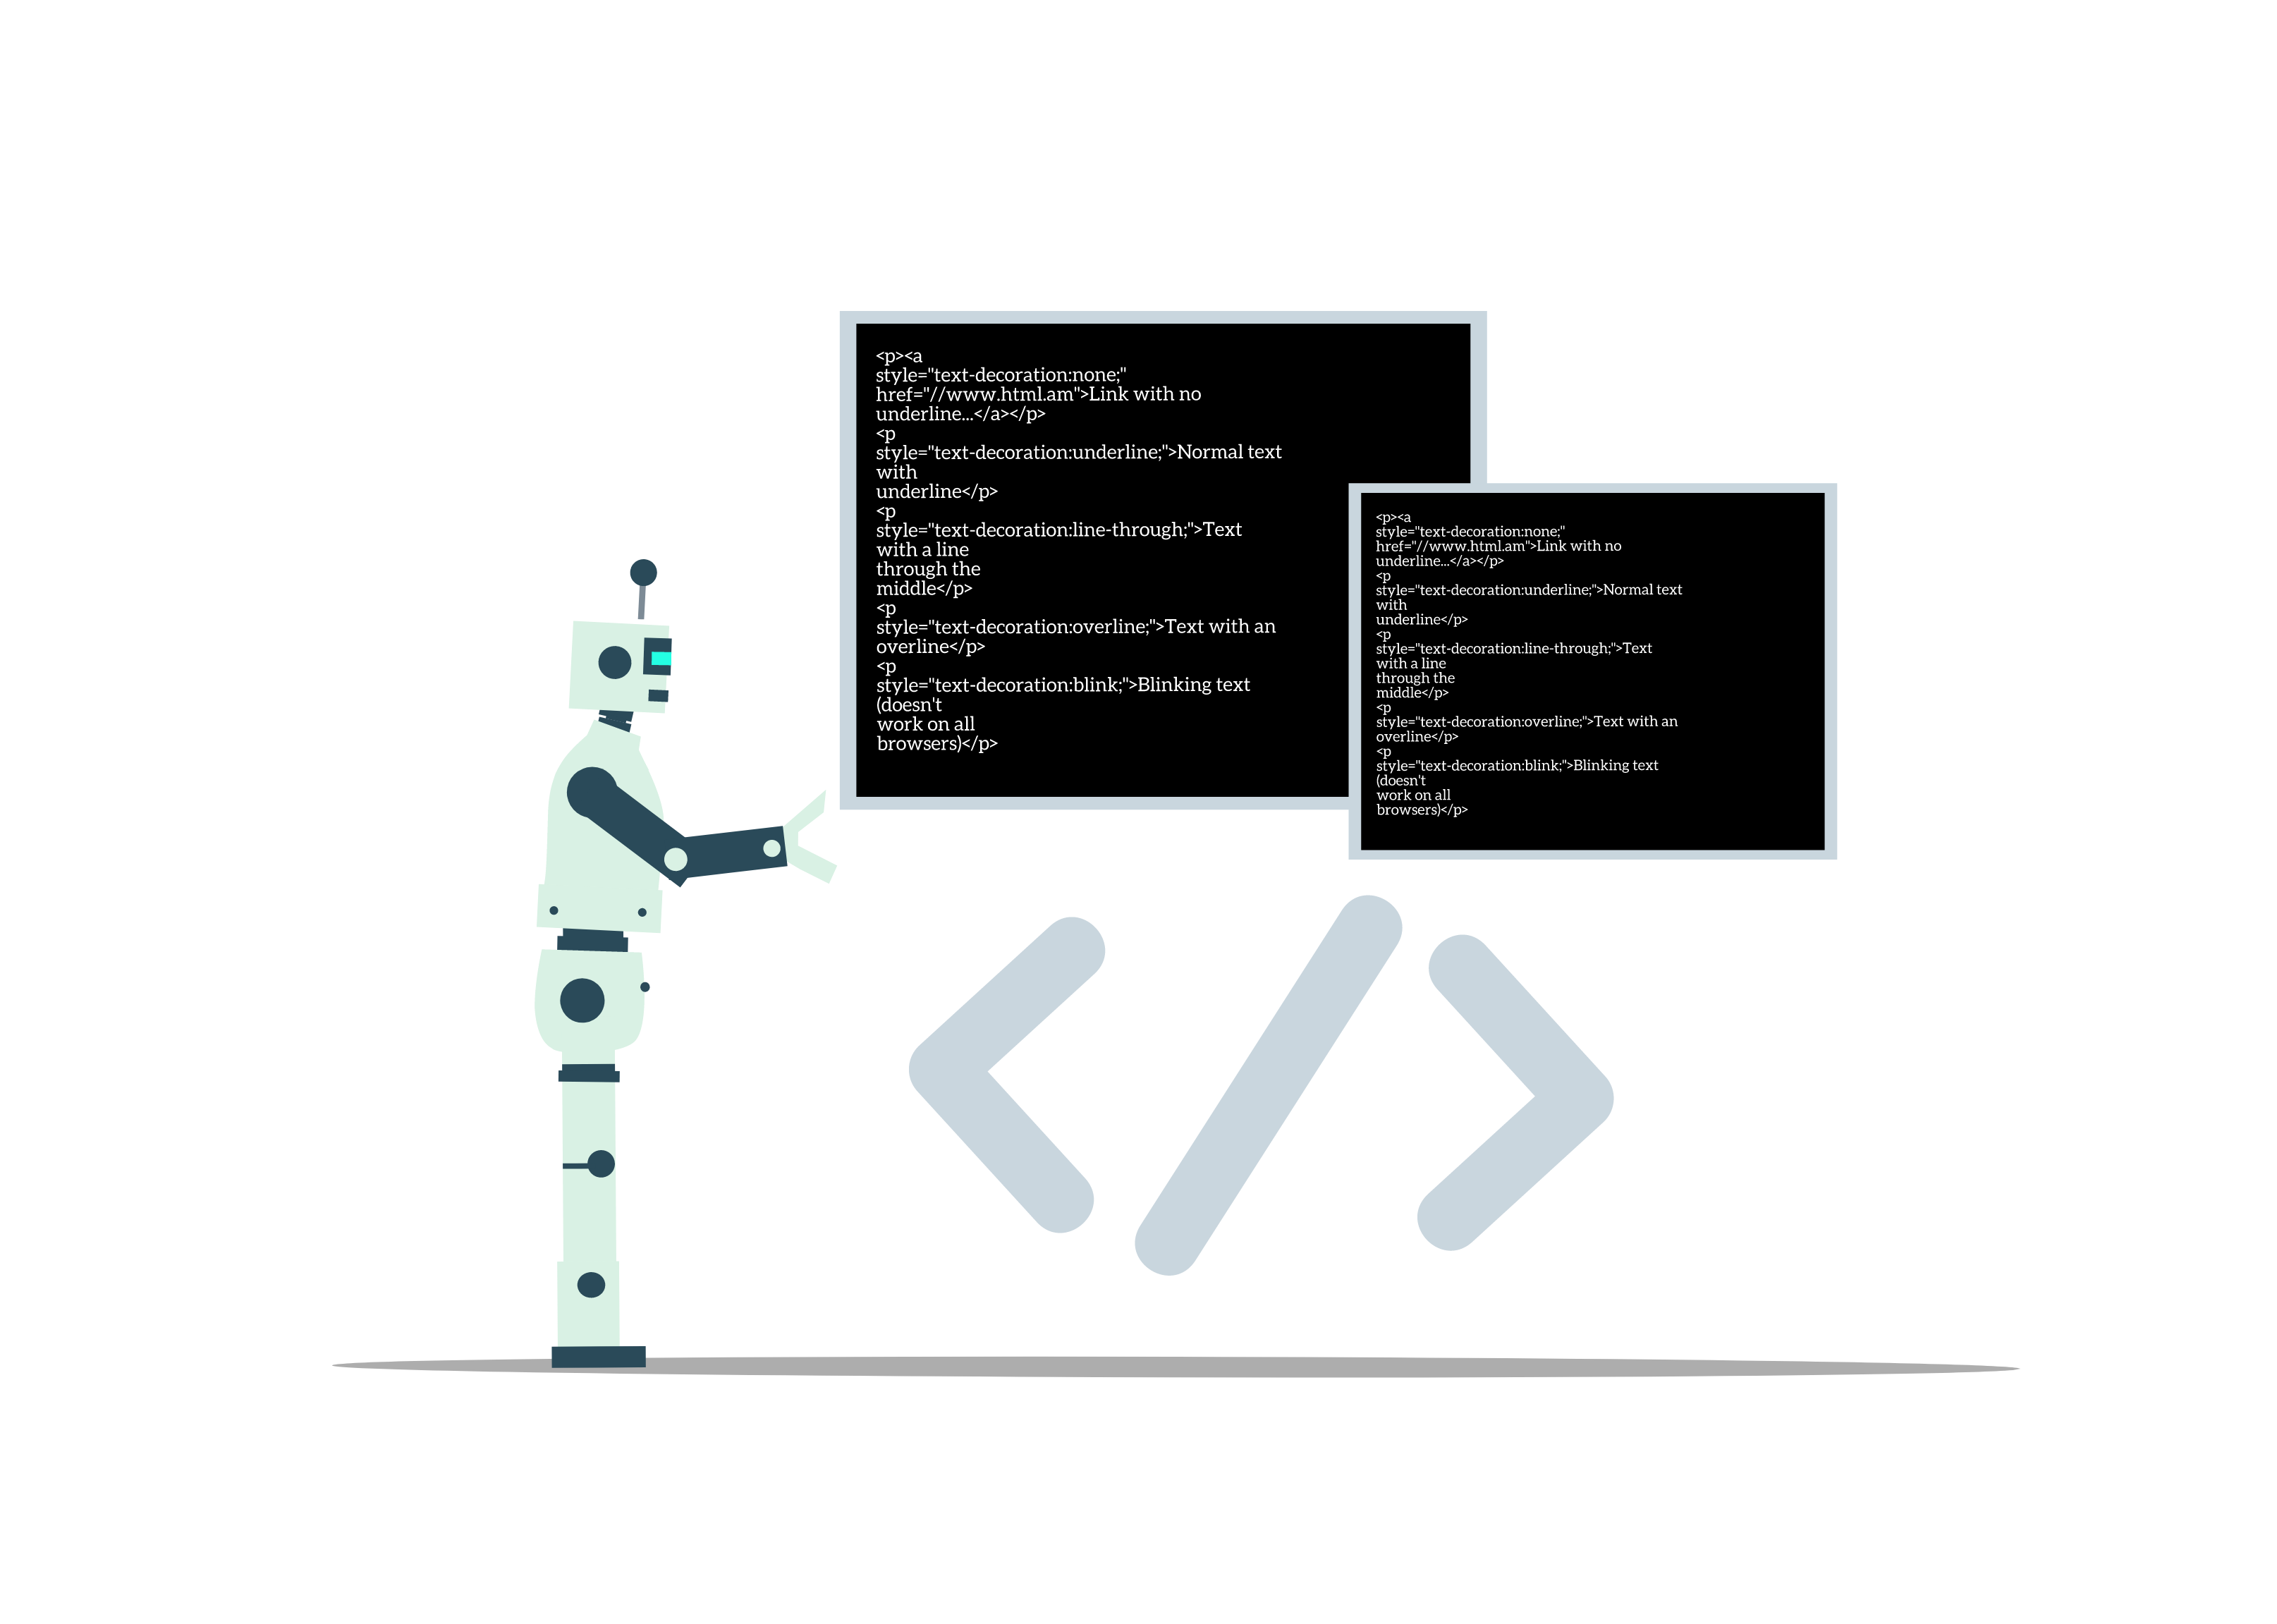 <p><a
style="text-decoration:none;"
href="//www.html.am">Link with no
underline...</a></p>
<p
style="text-decoration:underline;">Normal text
with
underline</p>
<p
style="text-decoration:line-through;">Text
with a line
through the
middle</p>
<p
style="text-decoration:overline;">Text with an
overline</p>
<p
style="text-decoration:blink;">Blinking text
(doesn't
work on all
browsers)</p>
<p><a
style="text-decoration:none;"
href="//www.html.am">Link with no
underline...</a></p>
<p
style="text-decoration:underline;">Normal text
with
underline</p>
<p
style="text-decoration:line-through;">Text
with a line
through the
middle</p>
<p
style="text-decoration:overline;">Text with an
overline</p>
<p
style="text-decoration:blink;">Blinking text
(doesn't
work on all
browsers)</p>
</>